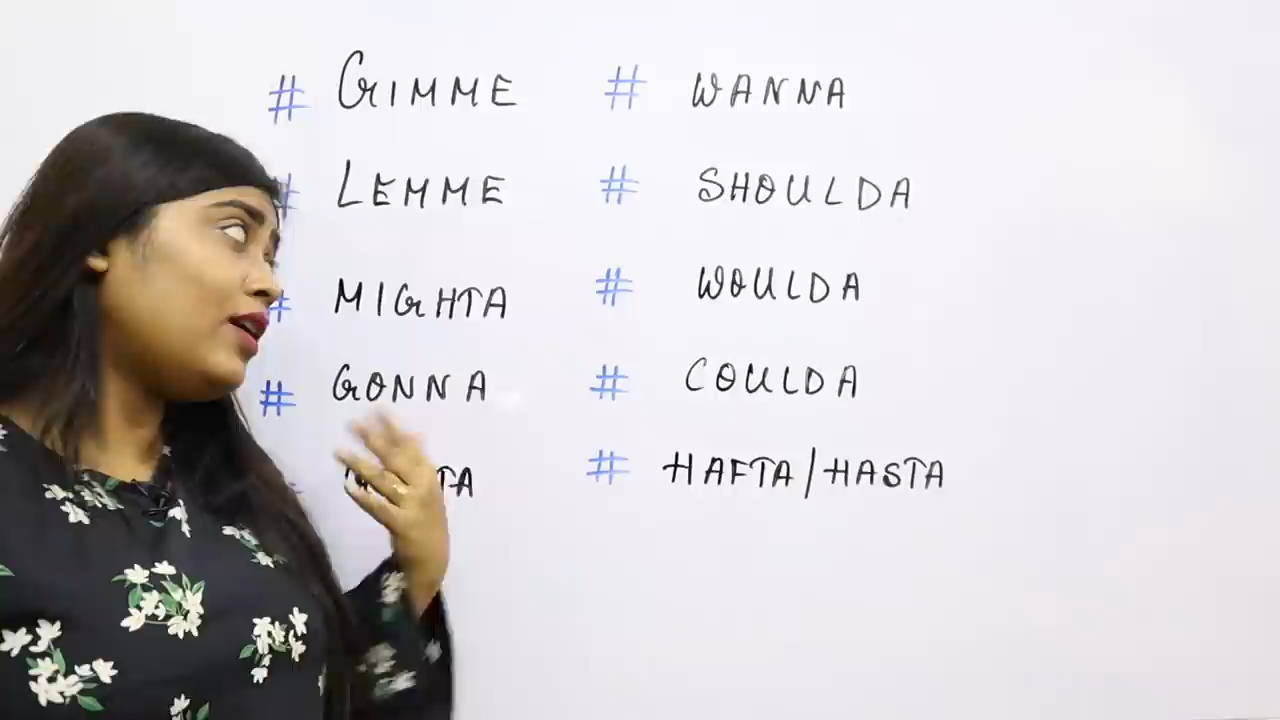 # GIMME
# LEMME
# MIGHTA
# GONNA
# WANNA
# SHOULDA
# WOULDA
# COULDA
# HAFTA/HASTA